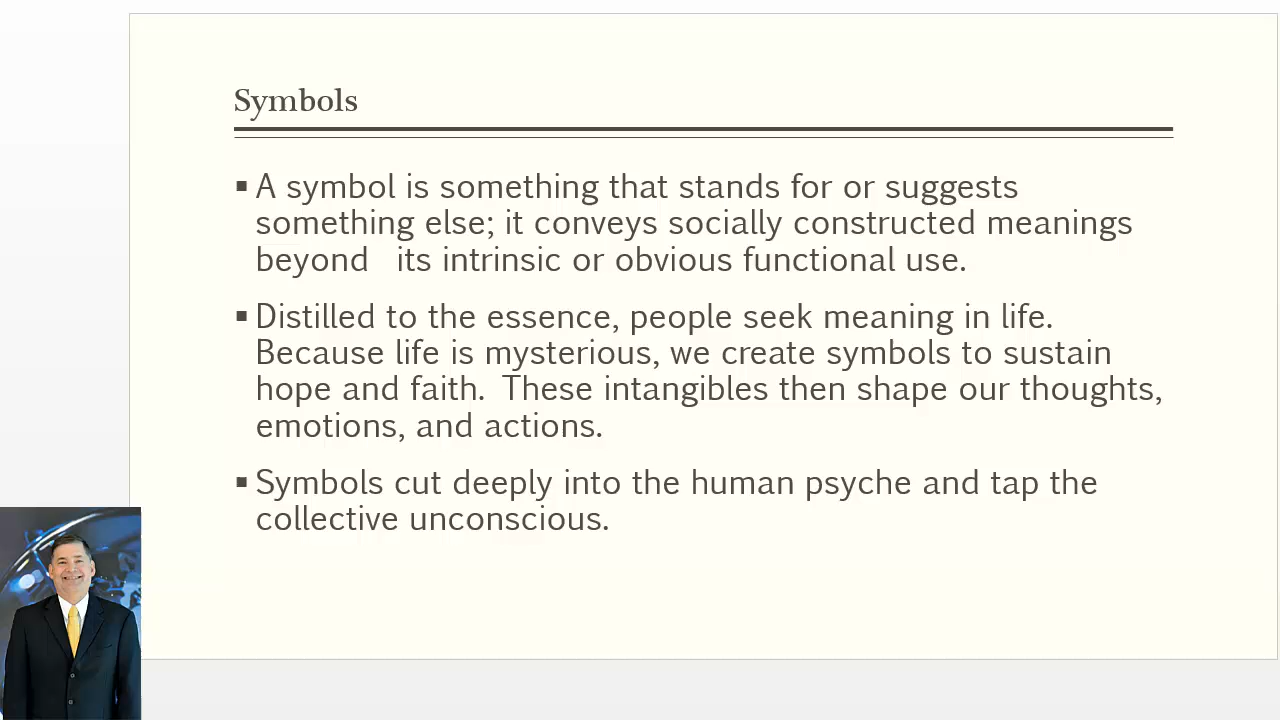 Symbols
▪ A symbol is something that stands for or suggests
something else; it conveys socially constructed meanings
beyond   its intrinsic or obvious functional use.
▪ Distilled to the essence, people seek meaning in life.
Because life is mysterious, we create symbols to sustain
hope and faith.  These intangibles then shape our thoughts,
emotions, and actions.
▪ Symbols cut deeply into the human psyche and tap the
collective unconscious.